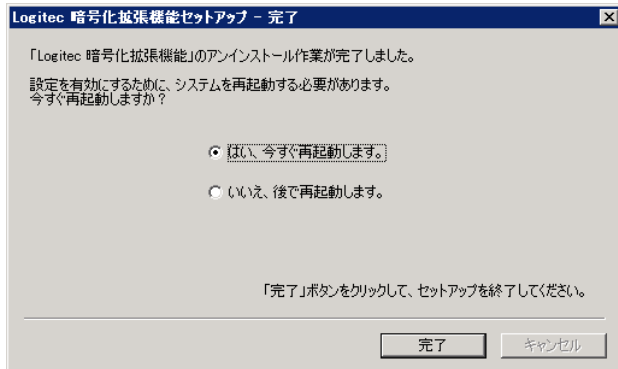 Logitec 暗号化拡張機能セットアップ - 完了
「Logitec 暗号化拡張機能」のアンインストール作業が完了しました。
設定を有効にするために、システムを再起動する必要があります。
今すぐ再起動しますか？
はい、今すぐ再起動します。
いいえ、後で再起動します。
「完了」ボタンをクリックして、セットアップを終了してください。
完了
キャンセル